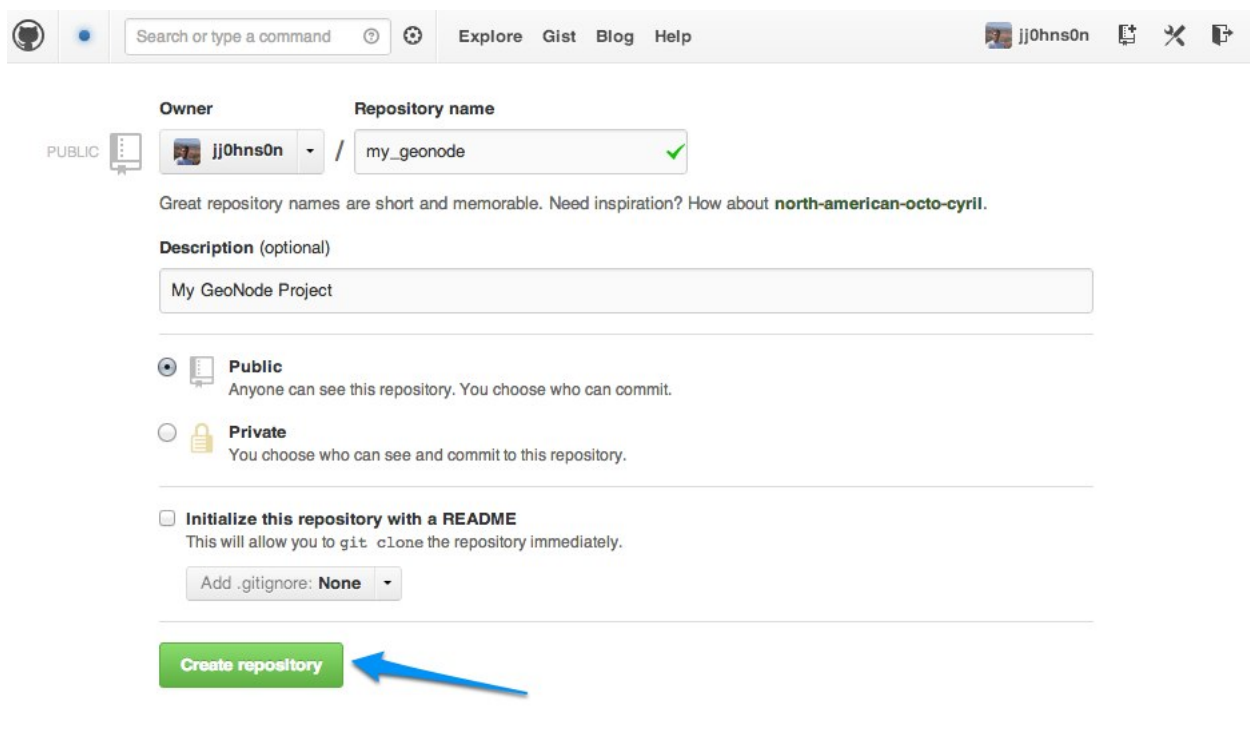 Search or type a command
Explore Gist Blog Help
jj0hns0n
Owner
Repository name
PUBLIC
jj0hns0n / my_geonode
Great repository names are short and memorable. Need inspiration? How about north-american-octo-cyril.
Description (optional)
My GeoNode Project
Public
Anyone can see this repository. You choose who can commit.
Private
You choose who can see and commit to this repository.
Initialize this repository with a README
This will allow you to git clone the repository immediately.
Add .gitignore: None
Create repository